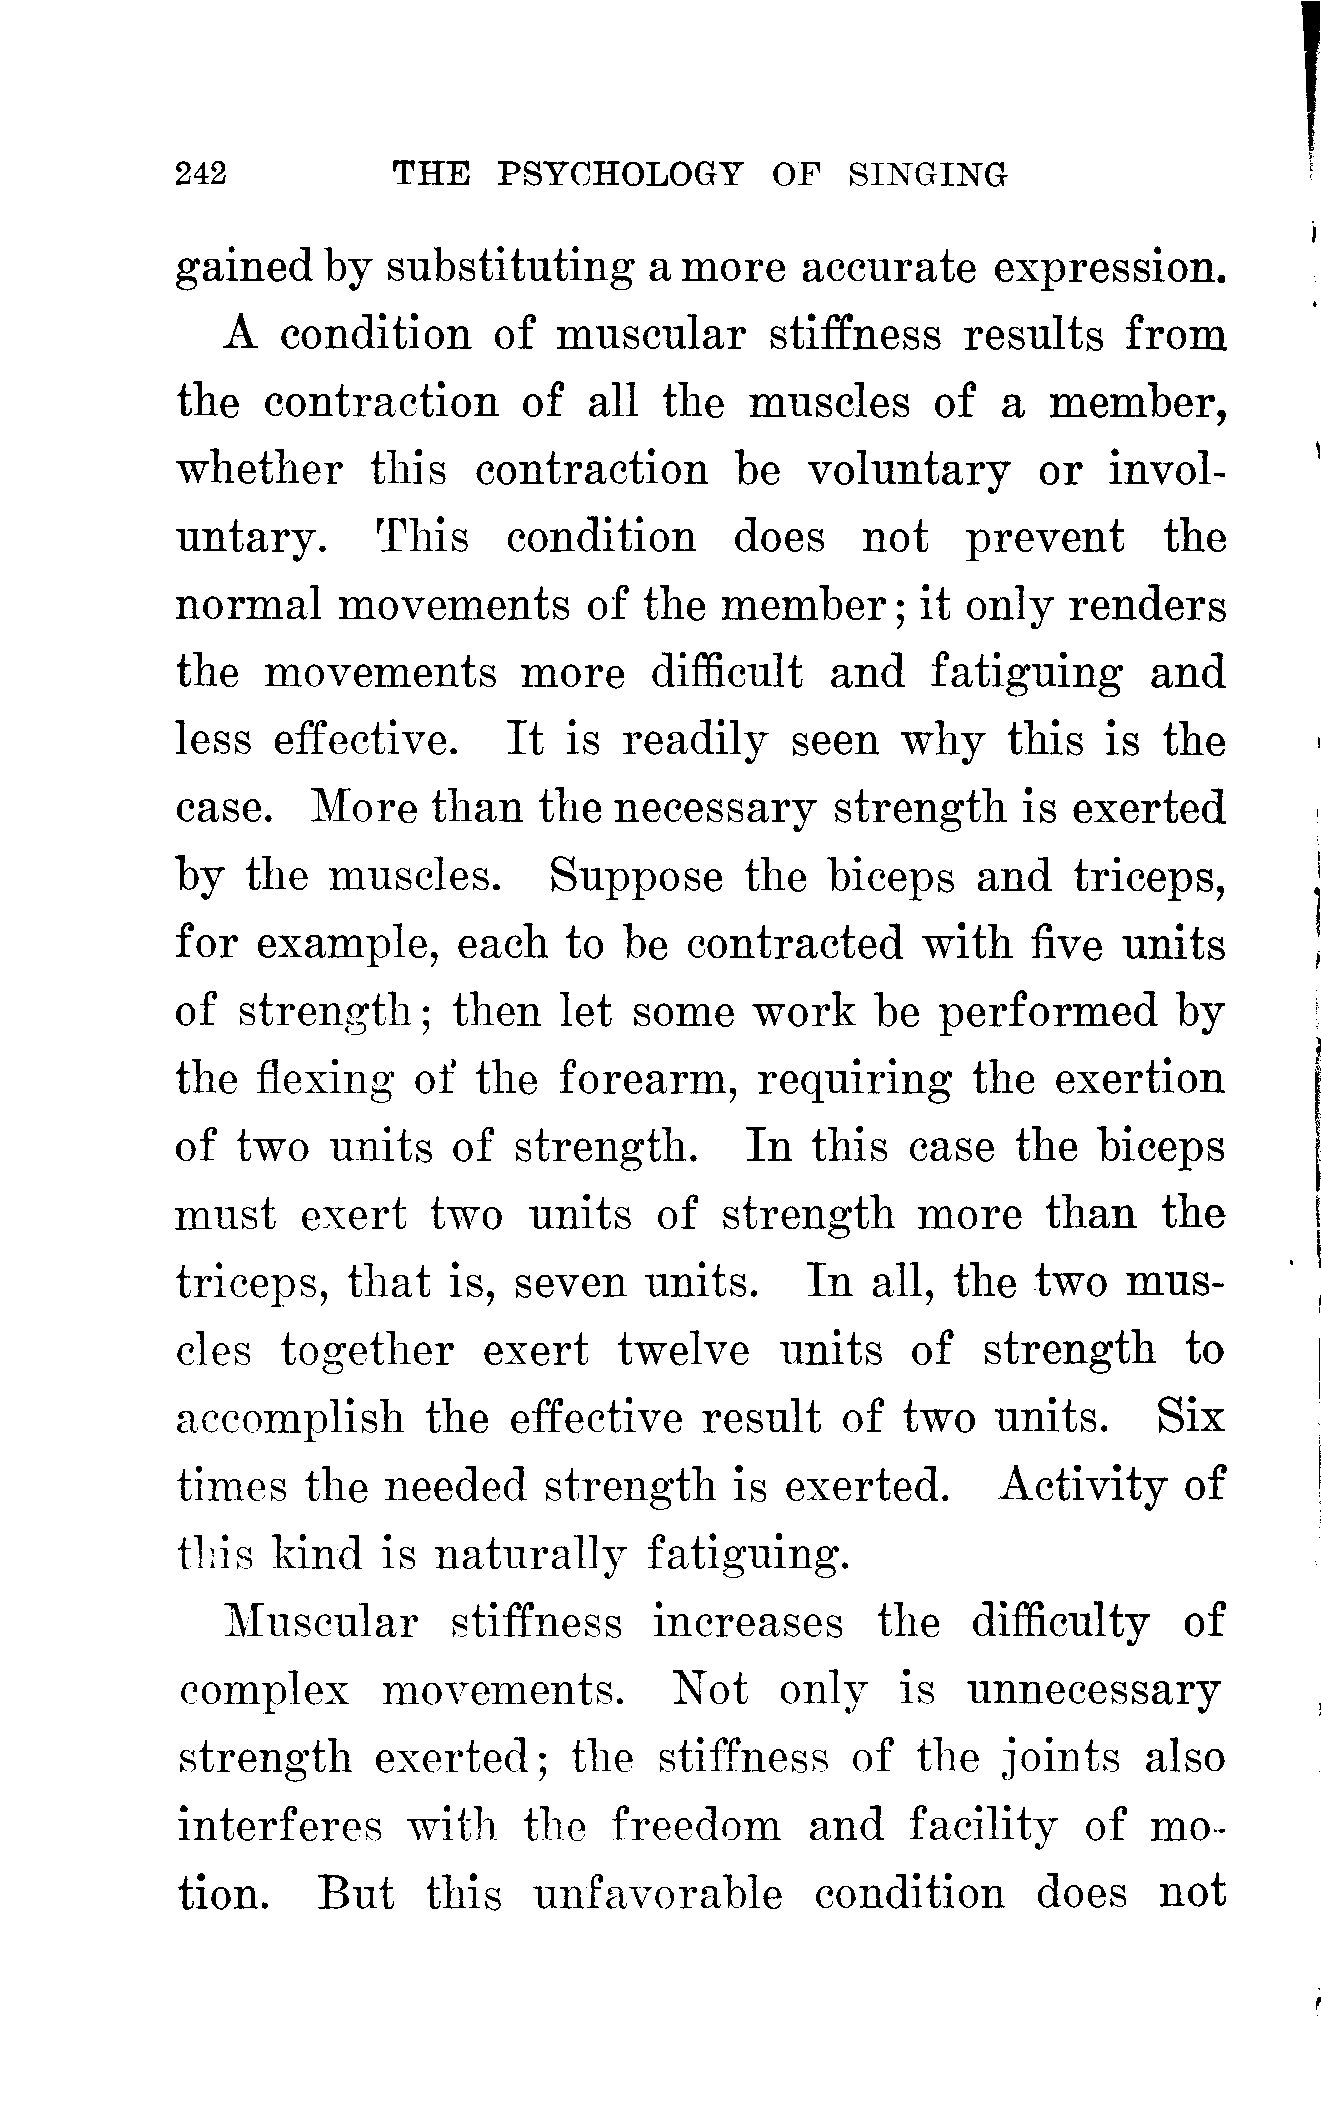 242 THE PSYCHOLOGY OF SINGING
gained by substituting a more accurate expression.
A condition of muscular stiffness results from
the contraction of all the muscles of a member,
whether this contraction be voluntary or invol-
untary. This condition does not prevent the
normal movements of the member; it only renders
the movements more difficult and fatiguing and
less effective. It is readily seen why this is the
case. More than the necessary strength is exerted
by the muscles. Suppose the biceps and triceps,
for example, each to be contracted with five units
of strength; then let some work be performed by
the flexing of the forearm, requiring the exertion
of two units of strength. In this case the biceps
must exert two units of strength more than the
triceps, that is, seven units. In all, the two mus-
cles together exert twelve units of strength to
accomplish the effective result of two units. Six
times the needed strength is exerted. Activity of
this kind is naturally fatiguing.
Muscular stiffness increases the difficulty of
complex movements. Not only is unnecessary
strength exerted; the stiffness of the joints also
interferes with the freedom and facility of mo-
tion. But this unfavorable condition does not